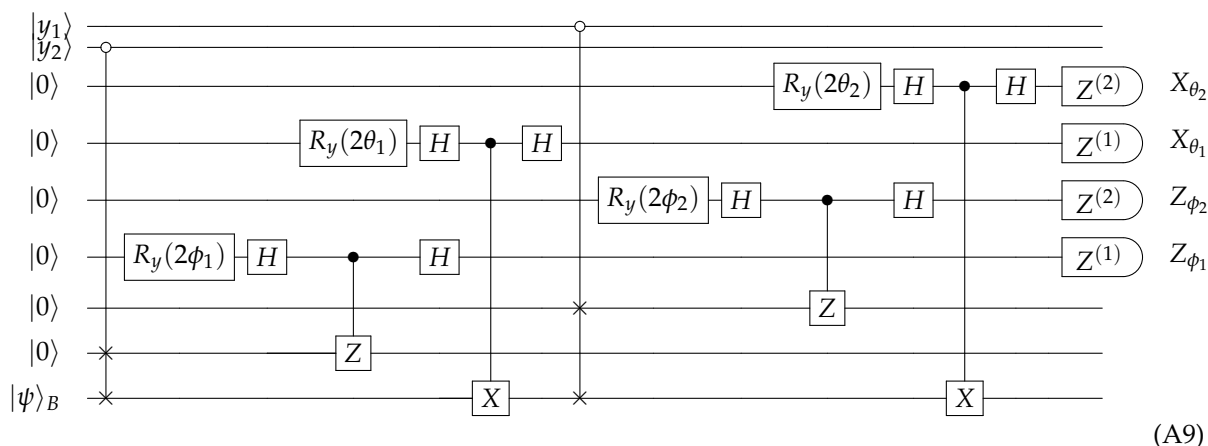 |y₁⟩
|y₂⟩
|0⟩ R_y(2θ₂) H H Z⁽²⁾ X_θ₂
|0⟩ R_y(2θ₁) H H Z⁽¹⁾ X_θ₁
|0⟩ R_y(2ϕ₂) H H Z⁽²⁾ Z_ϕ₂
|0⟩ R_y(2ϕ₁) H H Z⁽¹⁾ Z_ϕ₁
|0⟩ Z
|0⟩ Z
|ψ⟩_B X X
(A9)